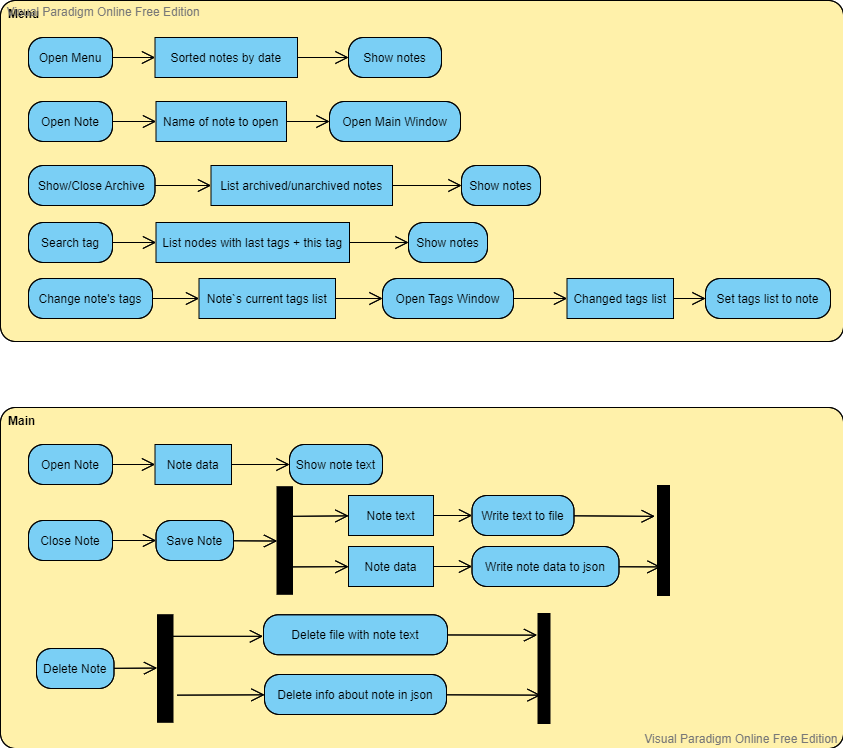 Visual Paradigm Online Free Edition
Menu
Open Menu
Sorted notes by date
Show notes
Open Note
Name of note to open
Open Main Window
Show/Close Archive
List archived/unarchived notes
Show notes
Search tag
List nodes with last tags + this tag
Show notes
Change note's tags
Note`s current tags list
Open Tags Window
Changed tags list
Set tags list to note
Main
Open Note
Note data
Show note text
Close Note
Save Note
Note text
Write text to file
Note data
Write note data to json
Delete Note
Delete file with note text
Delete info about note in json
Visual Paradigm Online Free Edition